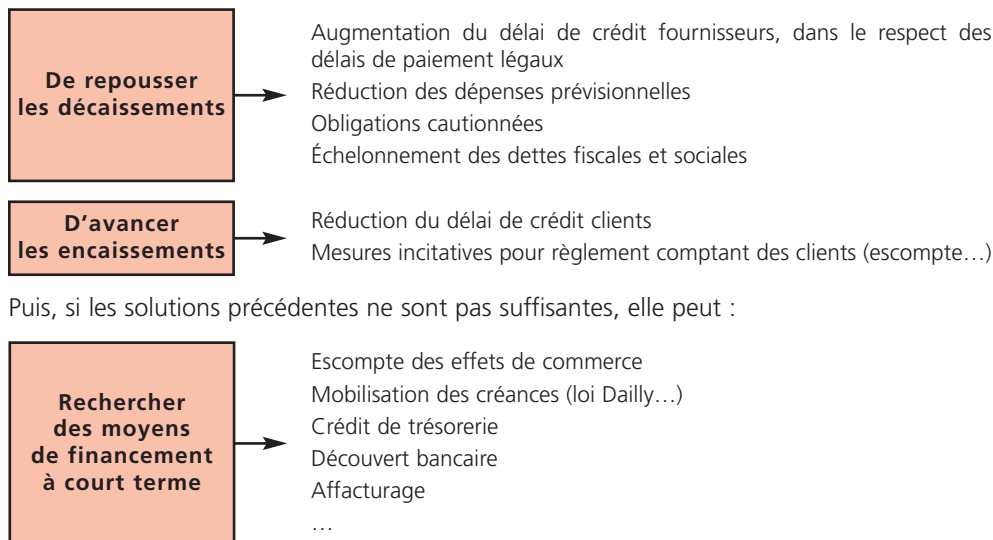 De repousser
les décaissements
Augmentation du délai de crédit fournisseurs, dans le respect des
délais de paiement légaux
Réduction des dépenses prévisionnelles
Obligations cautionnées
Échelonnement des dettes fiscales et sociales
D'avancer
les encaissements
Réduction du délai de crédit clients
Mesures incitatives pour règlement comptant des clients (escompte…)
Puis, si les solutions précédentes ne sont pas suffisantes, elle peut :
Rechercher
des moyens
de financement
à court terme
Escompte des effets de commerce
Mobilisation des créances (loi Dailly…)
Crédit de trésorerie
Découvert bancaire
Affacturage
…